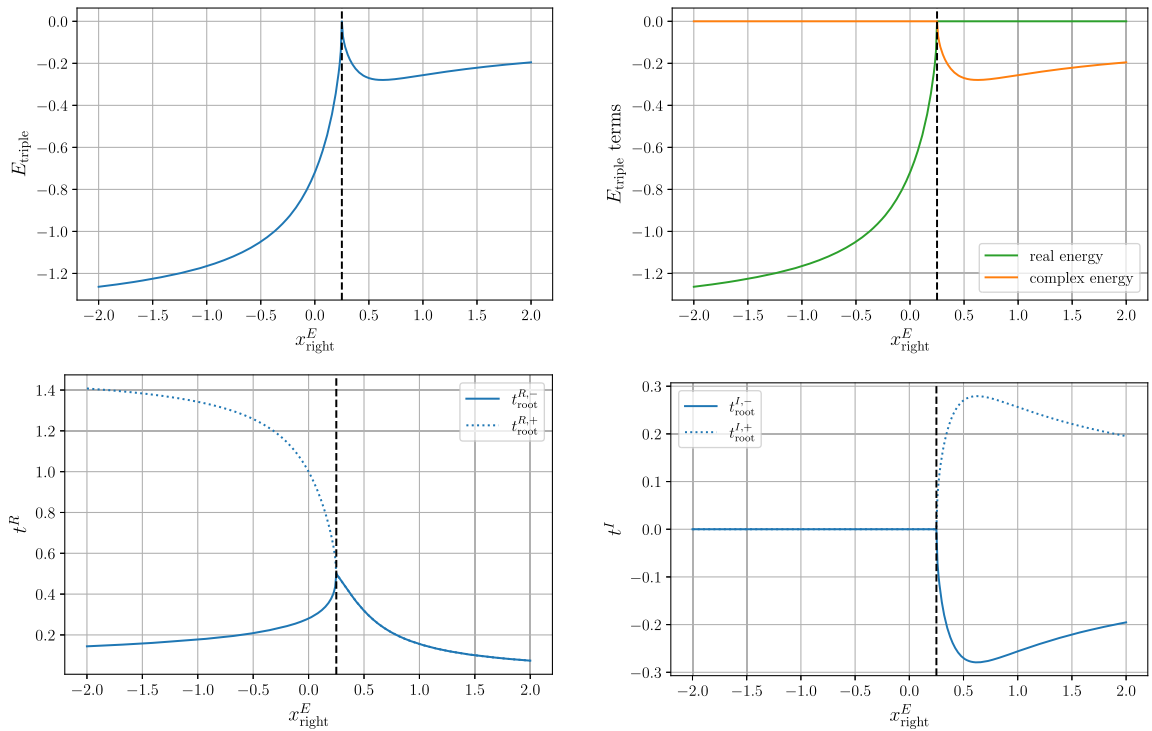 0.0
−0.2
−0.4
−0.6
−0.8
−1.0
−1.2
E_triple
−2.0 −1.5 −1.0 −0.5 0.0 0.5 1.0 1.5 2.0
x^E_right
0.0
−0.2
−0.4
−0.6
−0.8
−1.0
−1.2
E_triple terms
real energy
complex energy
−2.0 −1.5 −1.0 −0.5 0.0 0.5 1.0 1.5 2.0
x^E_right
1.4
1.2
1.0
0.8
0.6
0.4
0.2
t^R
t^{R,−}_root
t^{R,+}_root
−2.0 −1.5 −1.0 −0.5 0.0 0.5 1.0 1.5 2.0
x^E_right
0.3
0.2
0.1
0.0
−0.1
−0.2
−0.3
t^I
t^{I,−}_root
t^{I,+}_root
−2.0 −1.5 −1.0 −0.5 0.0 0.5 1.0 1.5 2.0
x^E_right